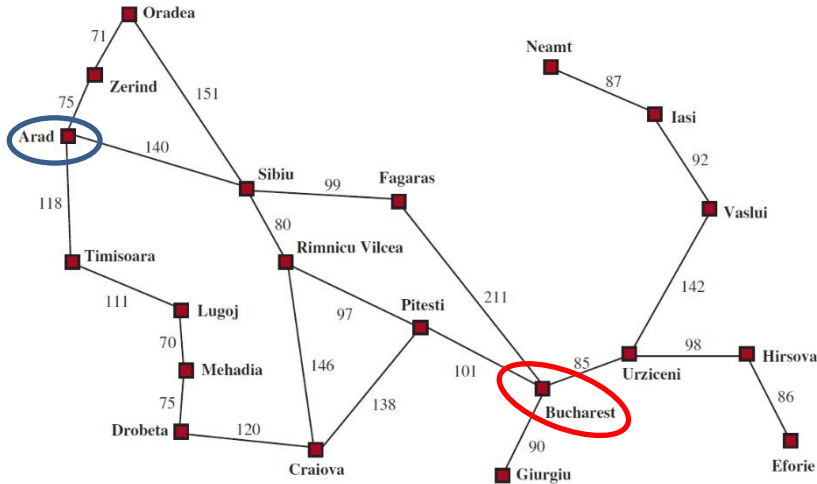 Oradea
Neamt
71
87
Zerind
151
75
Iasi
Arad
140
92
Sibiu
99
Fagaras
118
80
Vaslui
Timisoara
Rimnicu Vilcea
142
111
211
Lugoj
97
Pitesti
70
98
Hirsova
146
101
85
Mehadia
Urziceni
75
138
86
Bucharest
Drobeta
120
90
Craiova
Eforie
Giurgiu